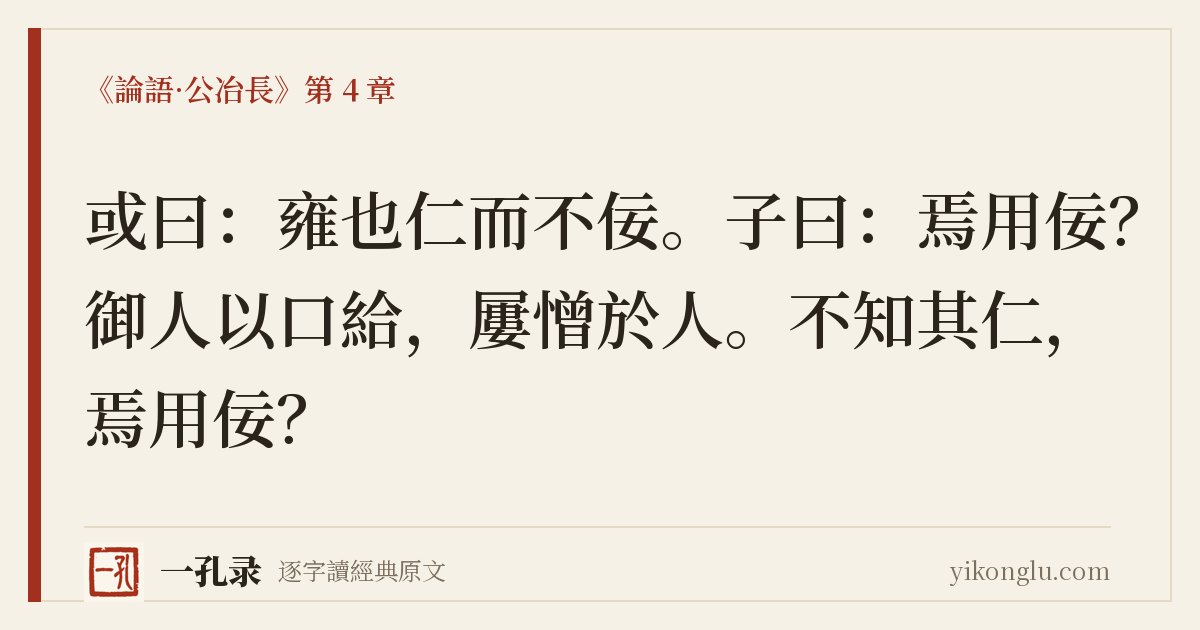 《論語·公冶長》第 4 章
或曰：雍也仁而不佞。子曰：焉用佞？
御人以口給，屢憎於人。不知其仁，
焉用佞？
一孔
一孔录 逐字讀經典原文 yikonglu.com